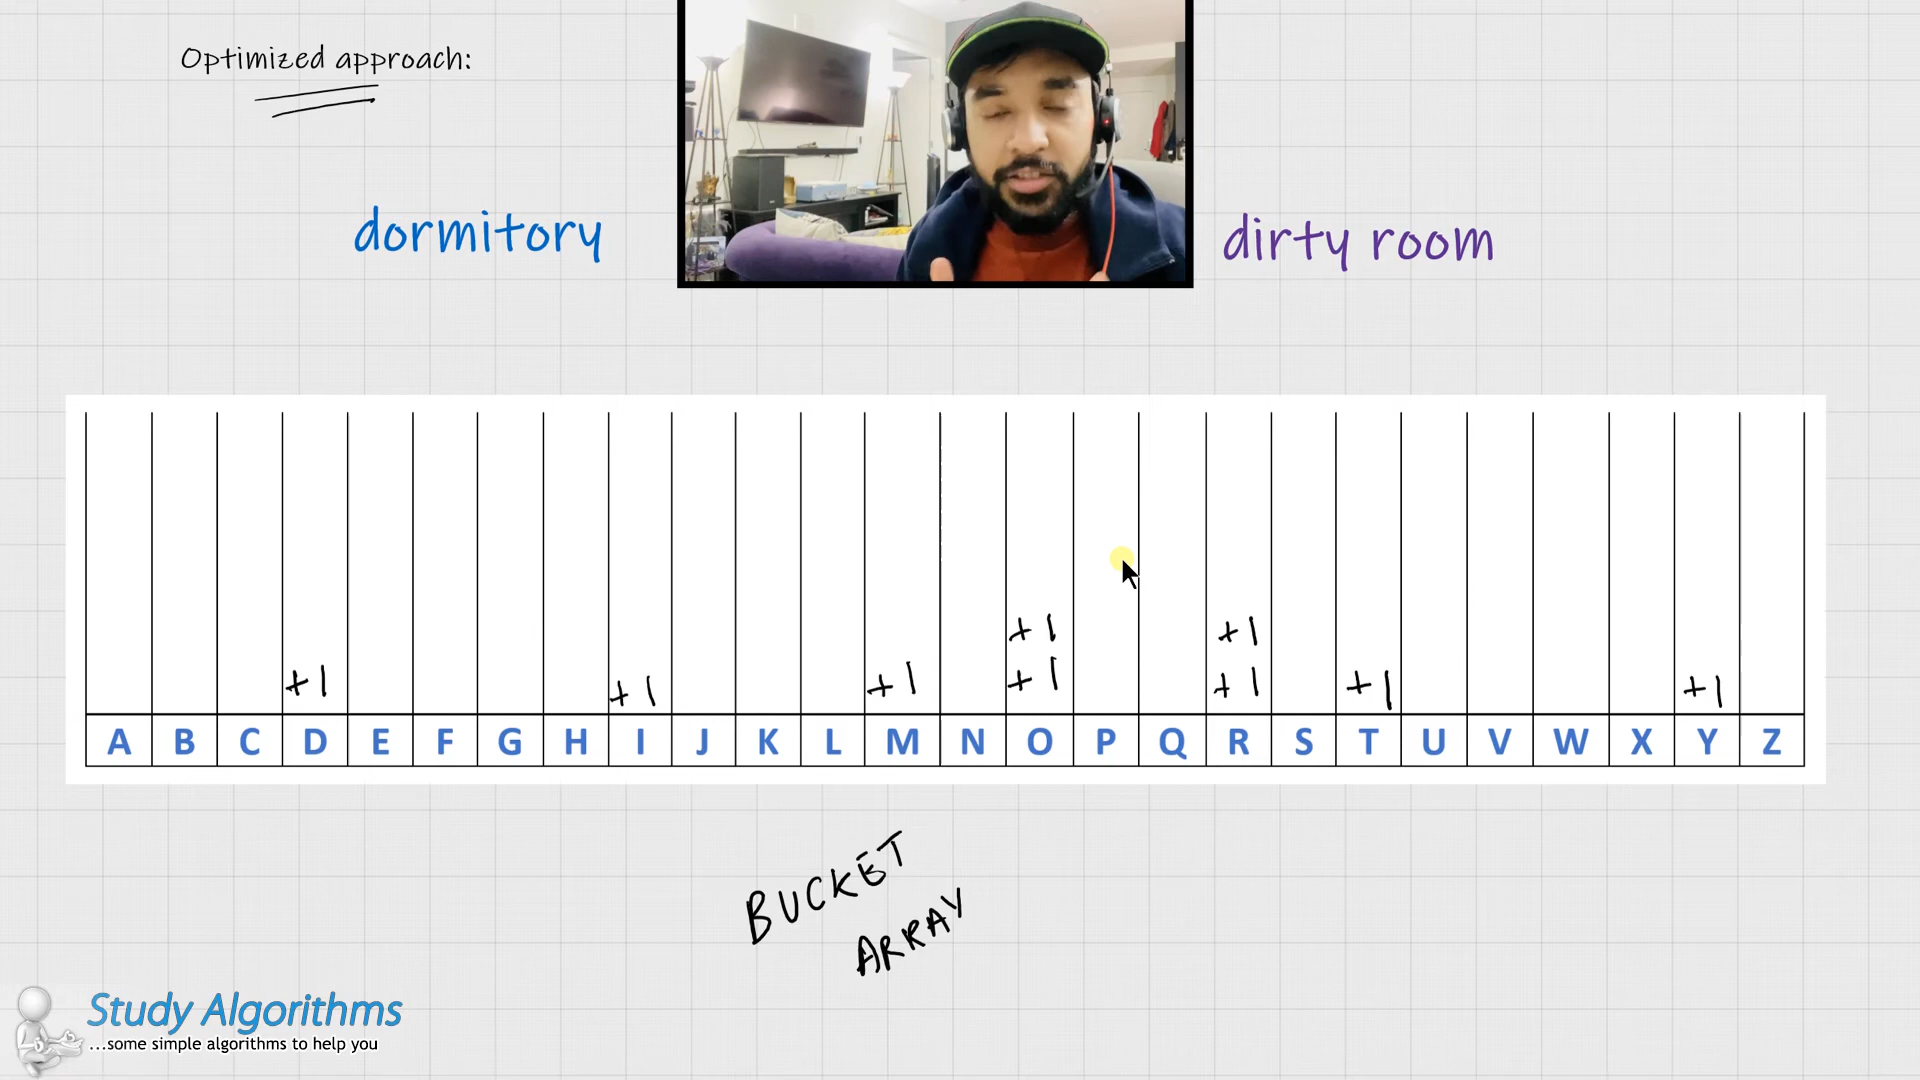 Optimized approach:
dormitory
dirty room
+1 +1
+1 +1 +1 +1 +1 +1 +1
A B C D E F G H I J K L M N O P Q R S T U V W X Y Z
BUCKET
ARRAY
Study Algorithms
...some simple algorithms to help you